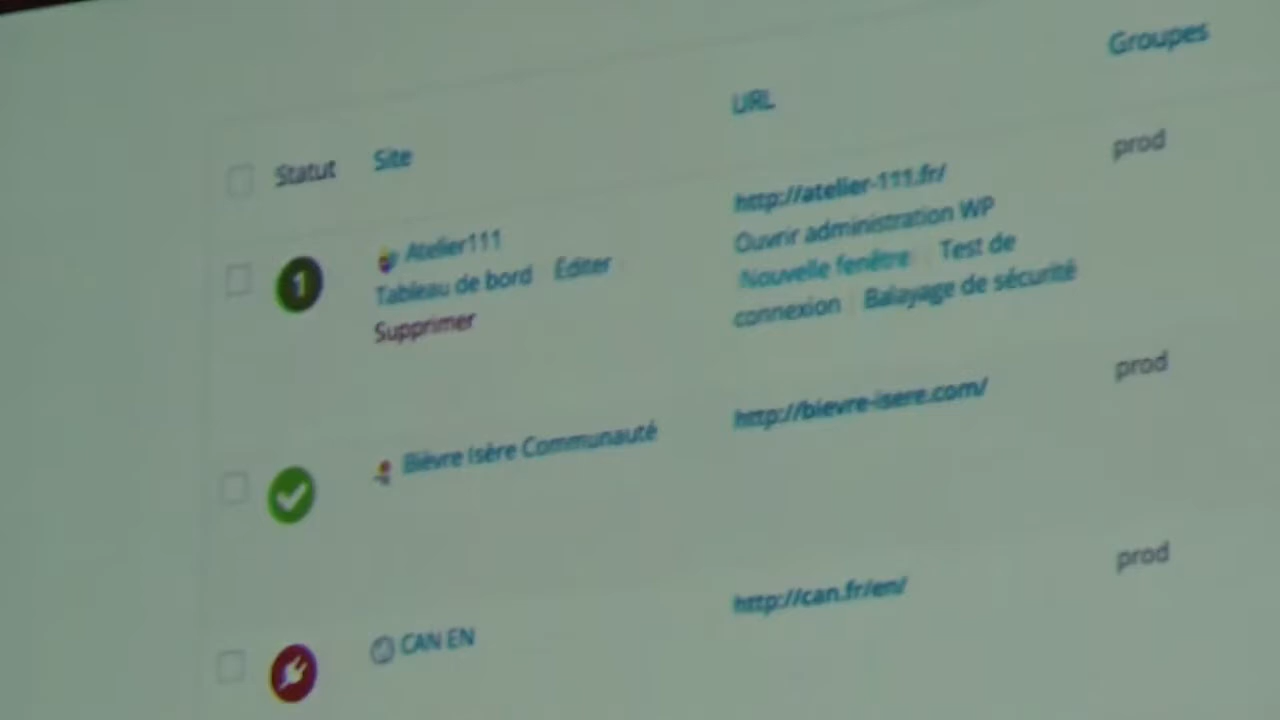 Groupes
URL
Statut Site
prod
http://atelier-111.fr/
Atelier111
Ouvrir administration WP
Tableau de bord Éditer
Nouvelle fenêtre Test de
Supprimer
connexion Balayage de sécurité
prod
http://bievre-isere.com/
Bièvre Isère Communauté
prod
http://can.fr/en/
CAN EN
1